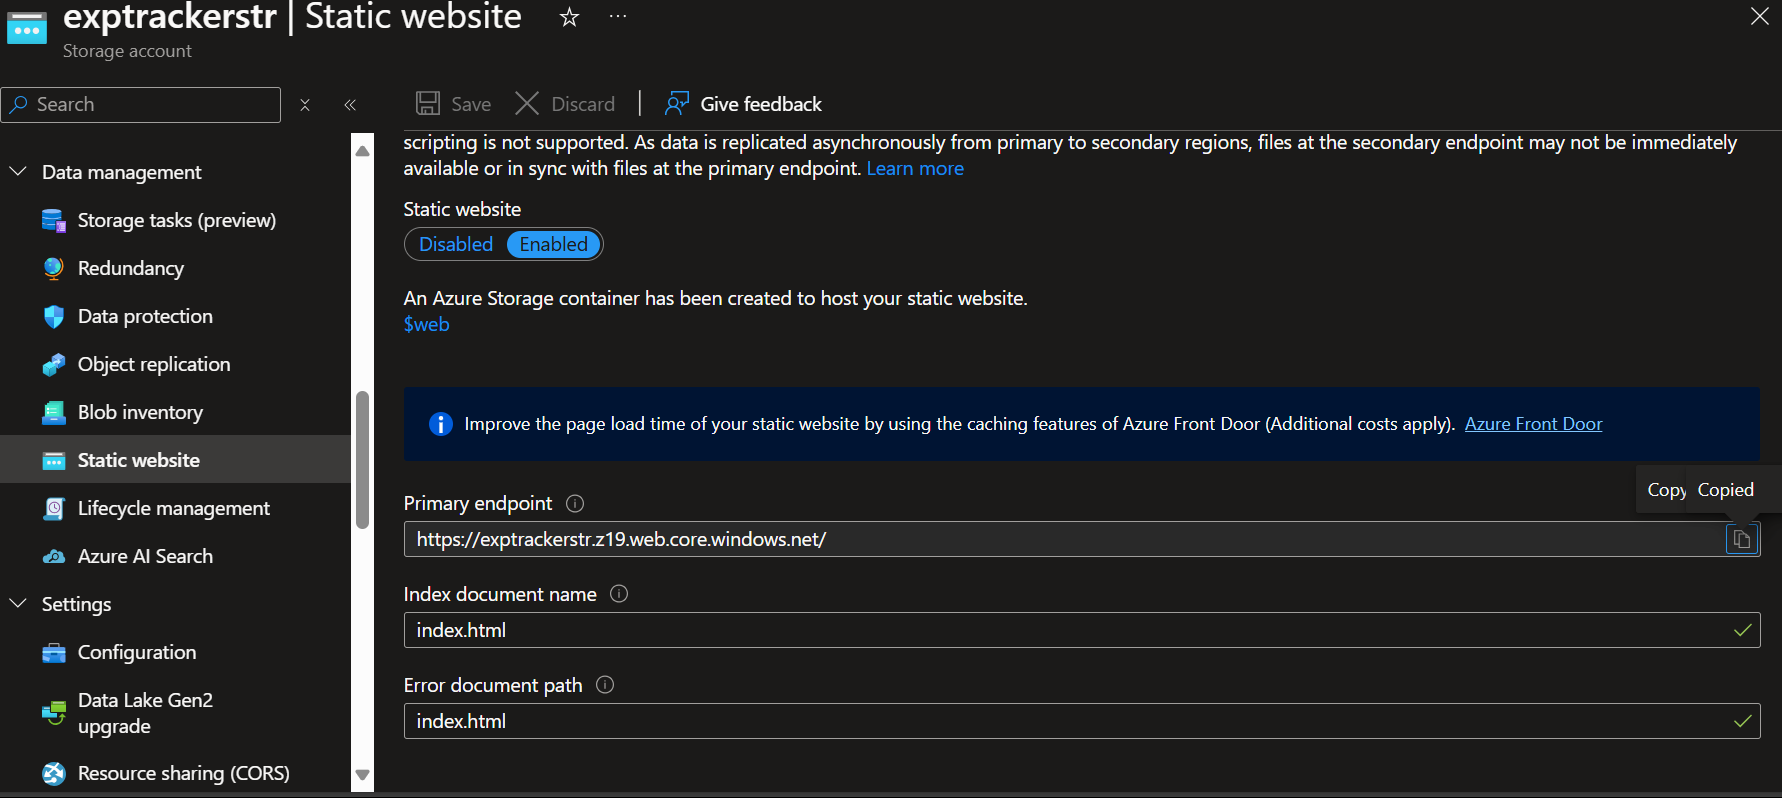 exptrackerstr | Static website
Storage account
Search
Data management
Storage tasks (preview)
Redundancy
Data protection
Object replication
Blob inventory
Static website
Lifecycle management
Azure AI Search
Settings
Configuration
Data Lake Gen2
upgrade
Resource sharing (CORS)
Save Discard Give feedback
scripting is not supported. As data is replicated asynchronously from primary to secondary regions, files at the secondary endpoint may not be immediately
available or in sync with files at the primary endpoint. Learn more
Static website
Disabled Enabled
An Azure Storage container has been created to host your static website.
$web
Improve the page load time of your static website by using the caching features of Azure Front Door (Additional costs apply). Azure Front Door
Copy Copied
Primary endpoint
https://exptrackerstr.z19.web.core.windows.net/
Index document name
index.html
Error document path
index.html